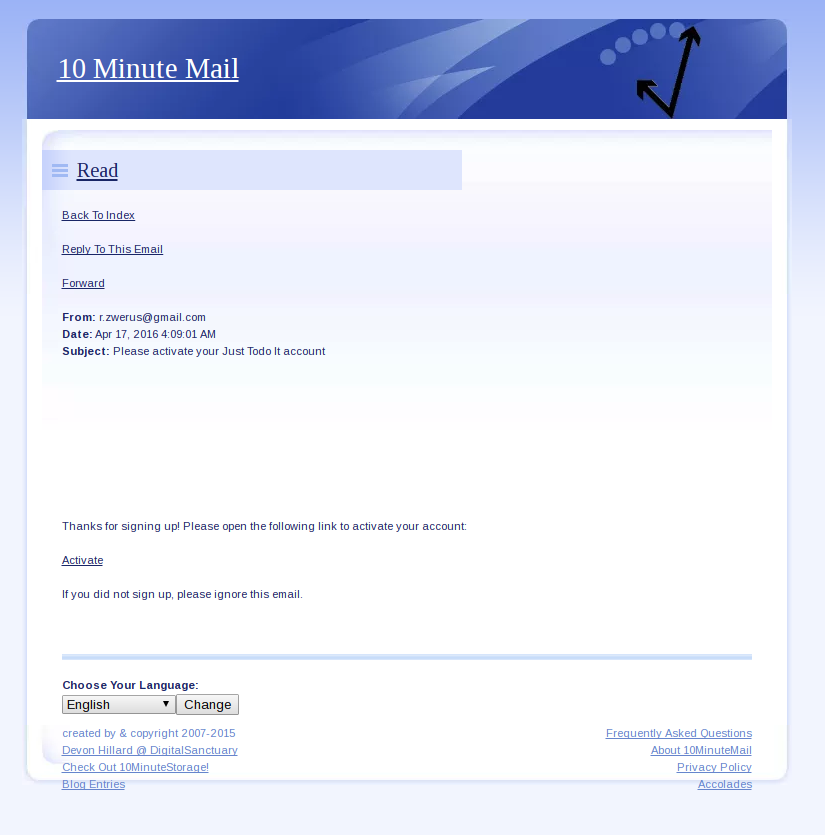 10 Minute Mail
Read
Back To Index
Reply To This Email
Forward
From: r.zwerus@gmail.com
Date: Apr 17, 2016 4:09:01 AM
Subject: Please activate your Just Todo It account
Thanks for signing up! Please open the following link to activate your account:
Activate
If you did not sign up, please ignore this email.
Choose Your Language:
English Change
created by & copyright 2007-2015
Devon Hillard @ DigitalSanctuary
Check Out 10MinuteStorage!
Blog Entries
Frequently Asked Questions
About 10MinuteMail
Privacy Policy
Accolades